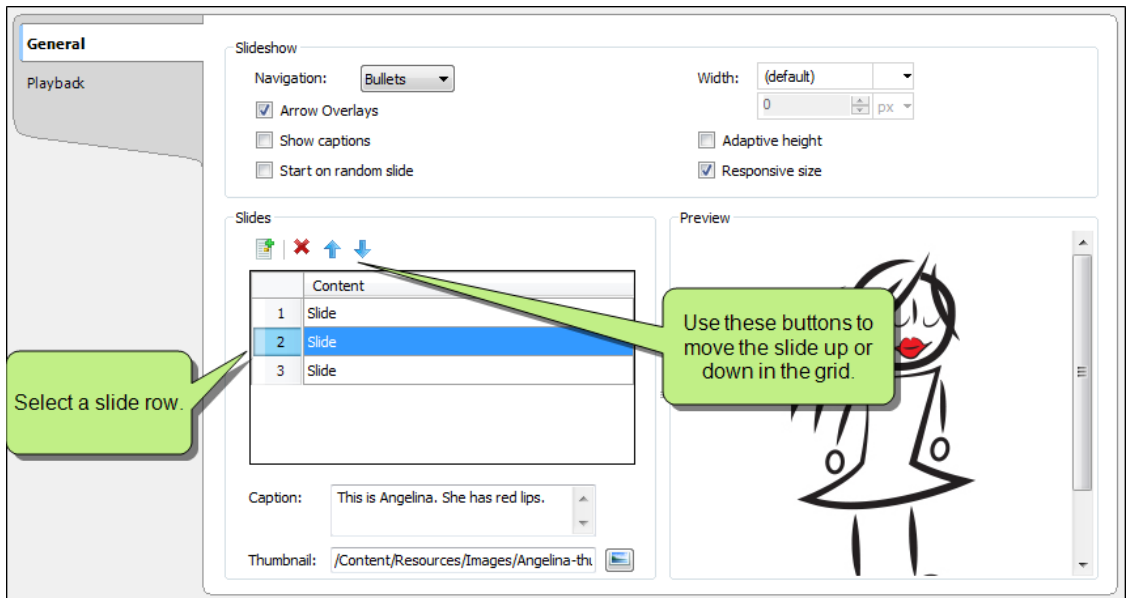 General
Playback
Slideshow
Navigation: Bullets
Width: (default)
Arrow Overlays
0 px
Show captions
Adaptive height
Start on random slide
Responsive size
Slides
Preview
Content
1 Slide
2 Slide
3 Slide
Select a slide row.
Use these buttons to
move the slide up or
down in the grid.
Caption: This is Angelina. She has red lips.
Thumbnail: /Content/Resources/Images/Angelina-thu